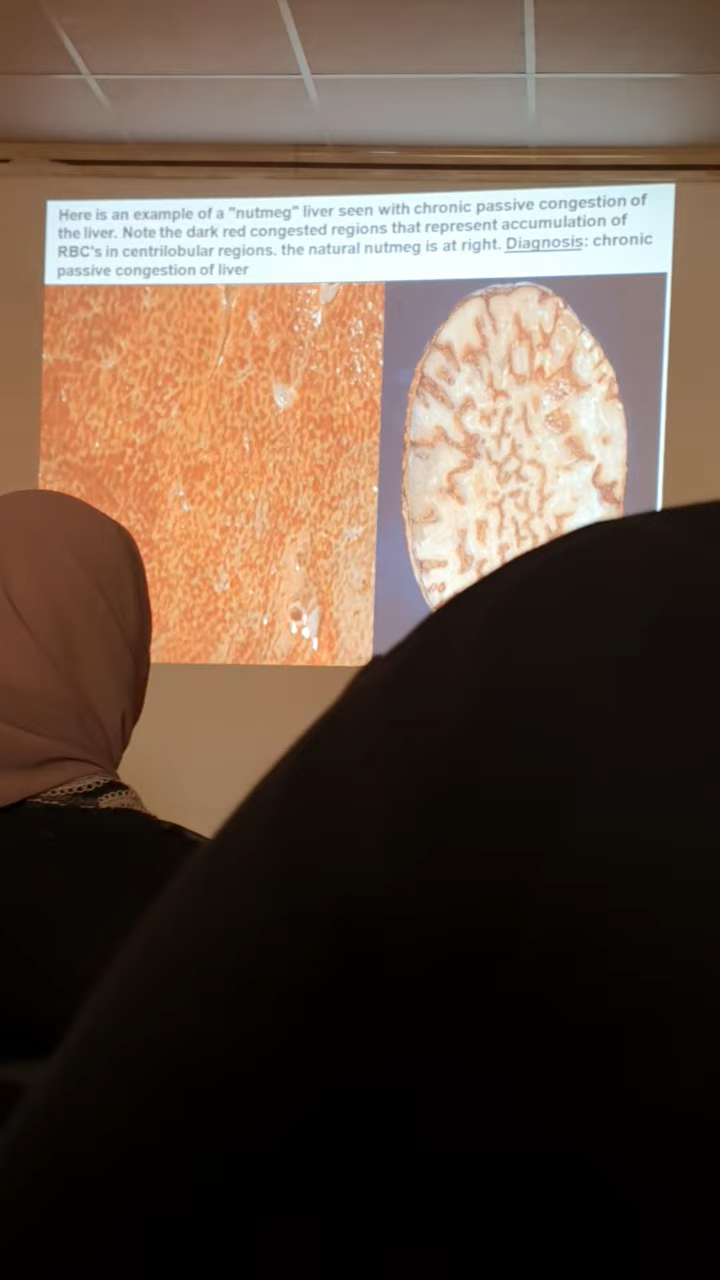 Here is an example of a "nutmeg" liver seen with chronic passive congestion of
the liver. Note the dark red congested regions that represent accumulation of
RBC's in centrilobular regions. the natural nutmeg is at right. Diagnosis: chronic
passive congestion of liver